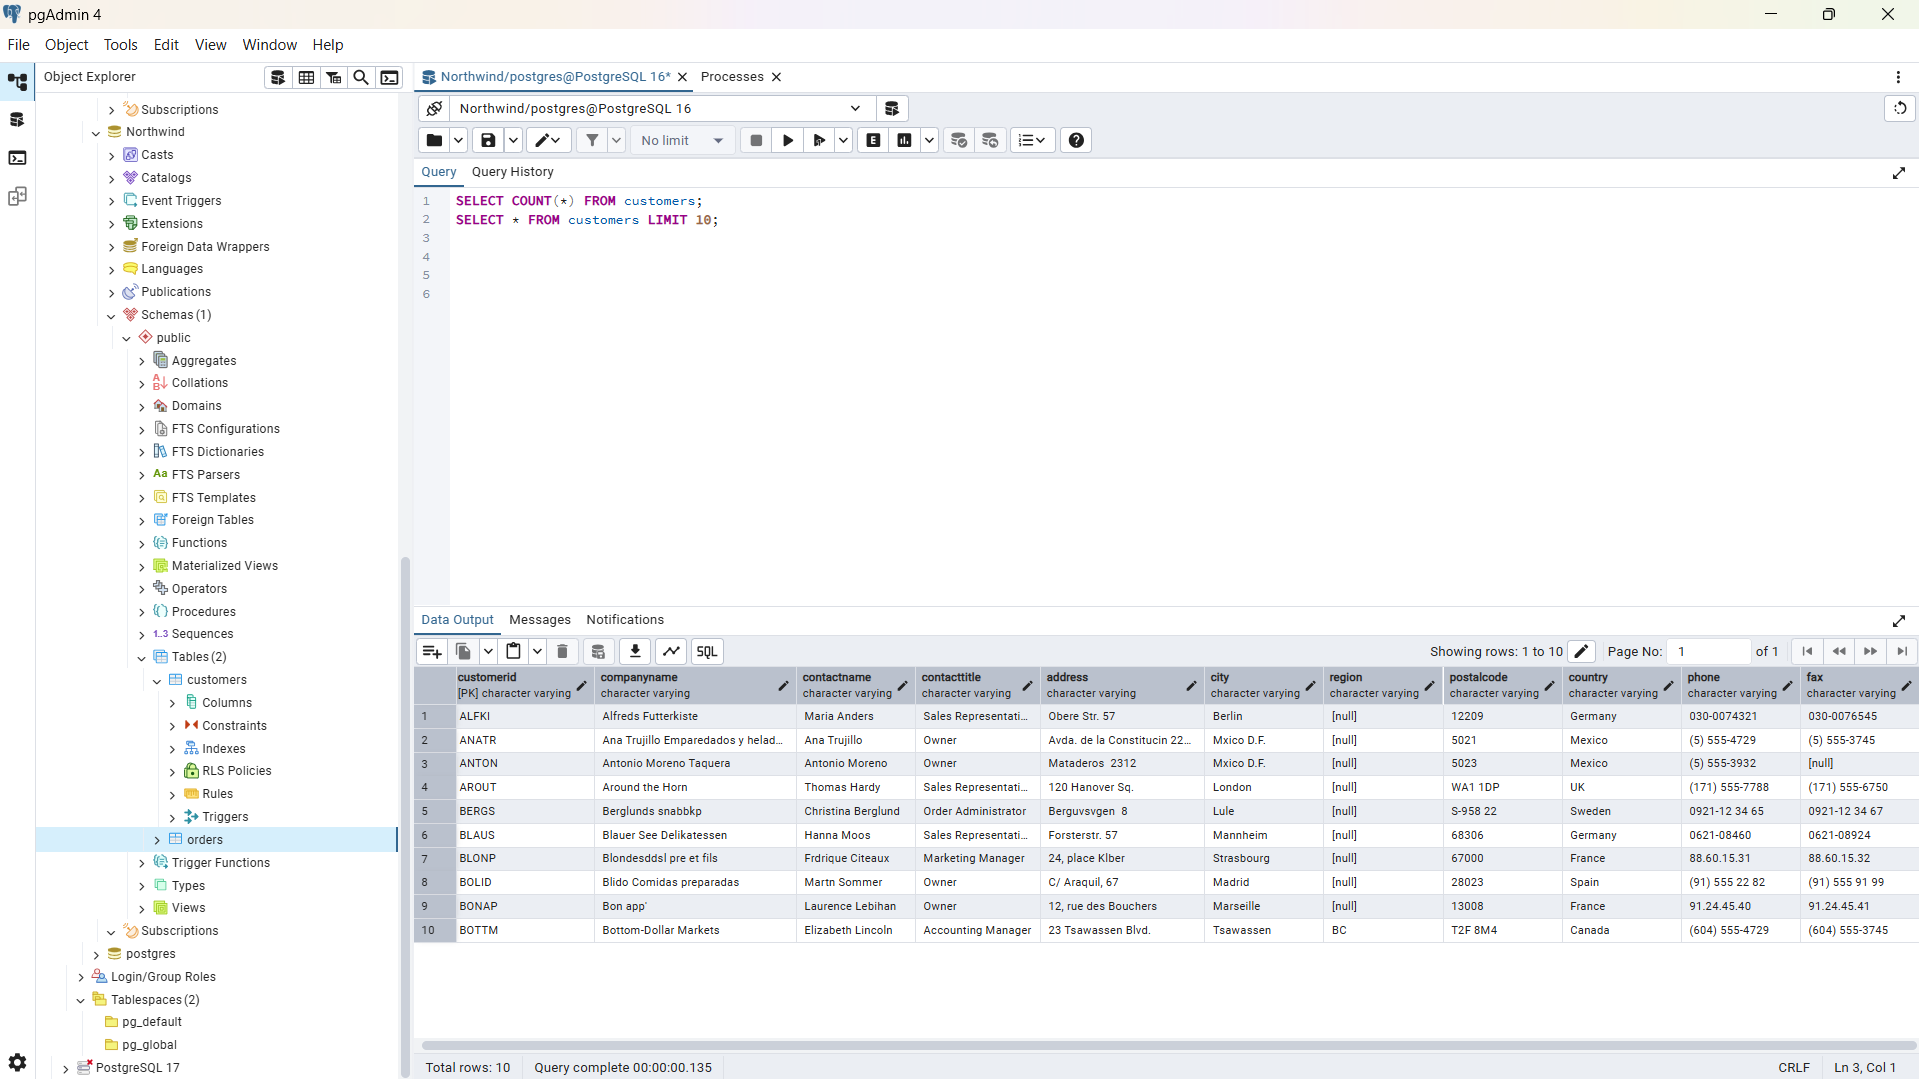 pgAdmin 4
File Object Tools Edit View Window Help
Object Explorer
Northwind/postgres@PostgreSQL 16* Processes
Subscriptions
Northwind
Casts
Catalogs
Event Triggers
Extensions
Foreign Data Wrappers
Languages
Publications
Schemas (1)
public
Aggregates
Collations
Domains
FTS Configurations
FTS Dictionaries
Aa FTS Parsers
FTS Templates
Foreign Tables
Functions
Materialized Views
Operators
Procedures
1..3 Sequences
Tables (2)
customers
Columns
Constraints
Indexes
RLS Policies
Rules
Triggers
orders
Trigger Functions
Types
Views
Subscriptions
postgres
Login/Group Roles
Tablespaces (2)
pg_default
pg_global
PostgreSQL 17
Northwind/postgres@PostgreSQL 16
No limit E
Query Query History
1 SELECT COUNT(*) FROM customers;
2 SELECT * FROM customers LIMIT 10;
3
4
5
6
Data Output Messages Notifications
SQL Showing rows: 1 to 10 Page No: 1 of 1
customerid companyname contactname contacttitle address city region postalcode country phone fax
[PK] character varying character varying character varying character varying character varying character varying character varying character varying character varying character varying character varying
1 ALFKI Alfreds Futterkiste Maria Anders Sales Representati... Obere Str. 57 Berlin [null] 12209 Germany 030-0074321 030-0076545
2 ANATR Ana Trujillo Emparedados y helad... Ana Trujillo Owner Avda. de la Constitucin 22... Mxico D.F. [null] 5021 Mexico (5) 555-4729 (5) 555-3745
3 ANTON Antonio Moreno Taquera Antonio Moreno Owner Mataderos 2312 Mxico D.F. [null] 5023 Mexico (5) 555-3932 [null]
4 AROUT Around the Horn Thomas Hardy Sales Representati... 120 Hanover Sq. London [null] WA1 1DP UK (171) 555-7788 (171) 555-6750
5 BERGS Berglunds snabbkp Christina Berglund Order Administrator Berguvsvgen 8 Lule [null] S-958 22 Sweden 0921-12 34 65 0921-12 34 67
6 BLAUS Blauer See Delikatessen Hanna Moos Sales Representati... Forsterstr. 57 Mannheim [null] 68306 Germany 0621-08460 0621-08924
7 BLONP Blondesddsl pre et fils Frdrique Citeaux Marketing Manager 24, place Klber Strasbourg [null] 67000 France 88.60.15.31 88.60.15.32
8 BOLID Blido Comidas preparadas Martn Sommer Owner C/ Araquil, 67 Madrid [null] 28023 Spain (91) 555 22 82 (91) 555 91 99
9 BONAP Bon app' Laurence Lebihan Owner 12, rue des Bouchers Marseille [null] 13008 France 91.24.45.40 91.24.45.41
10 BOTTM Bottom-Dollar Markets Elizabeth Lincoln Accounting Manager 23 Tsawassen Blvd. Tsawassen BC T2F 8M4 Canada (604) 555-4729 (604) 555-3745
Total rows: 10 Query complete 00:00:00.135 CRLF Ln 3, Col 1